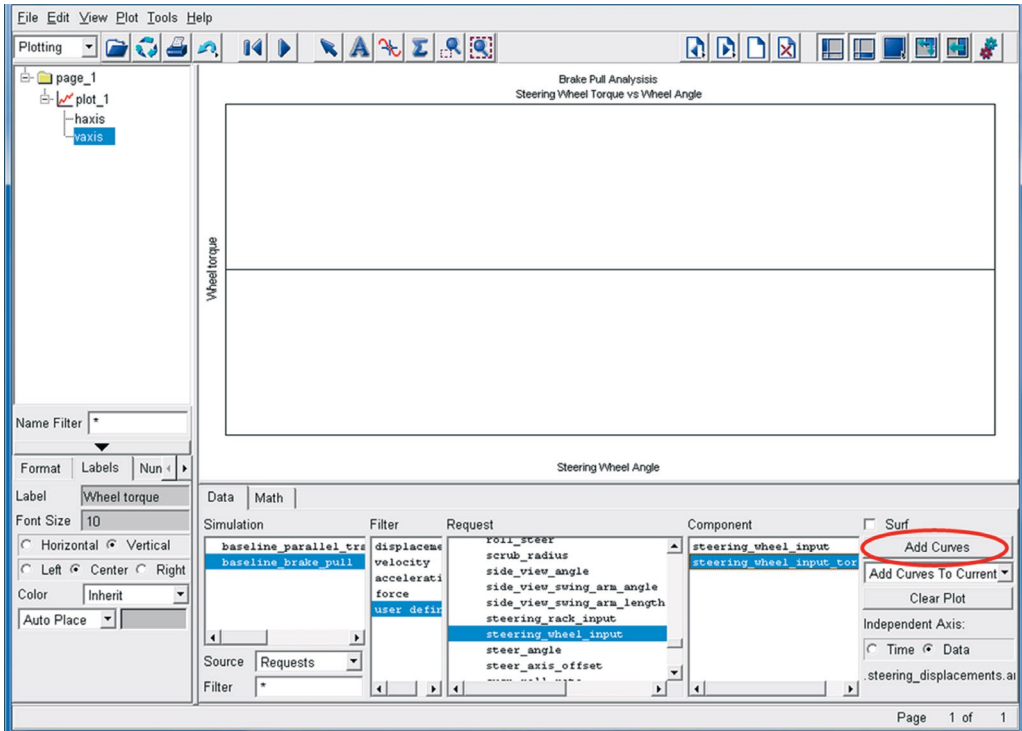 File Edit View Plot Tools Help
Plotting
page_1
plot_1
haxis
vaxis
Name Filter *
Format Labels Nun
Label Wheel torque
Font Size 10
Horizontal Vertical
Left Center Right
Color Inherit
Auto Place
Brake Pull Analysisis
Steering Wheel Torque vs Wheel Angle
Wheel torque
Steering Wheel Angle
Data Math
Simulation
baseline_parallel_tra
baseline_brake_pull
Source Requests
Filter *
Filter
displaceme
velocity
accelerati
force
user defin
Request
roll_steer
scrub_radius
side_view_angle
side_view_swing_arm_angle
side_view_swing_arm_length
steering_rack_input
steering_wheel_input
steer_angle
steer_axis_offset
Component
steering_wheel_input
steering_wheel_input_tor
Surf
Add Curves
Add Curves To Current
Clear Plot
Independent Axis:
Time Data
.steering_displacements.ai
Page 1 of 1